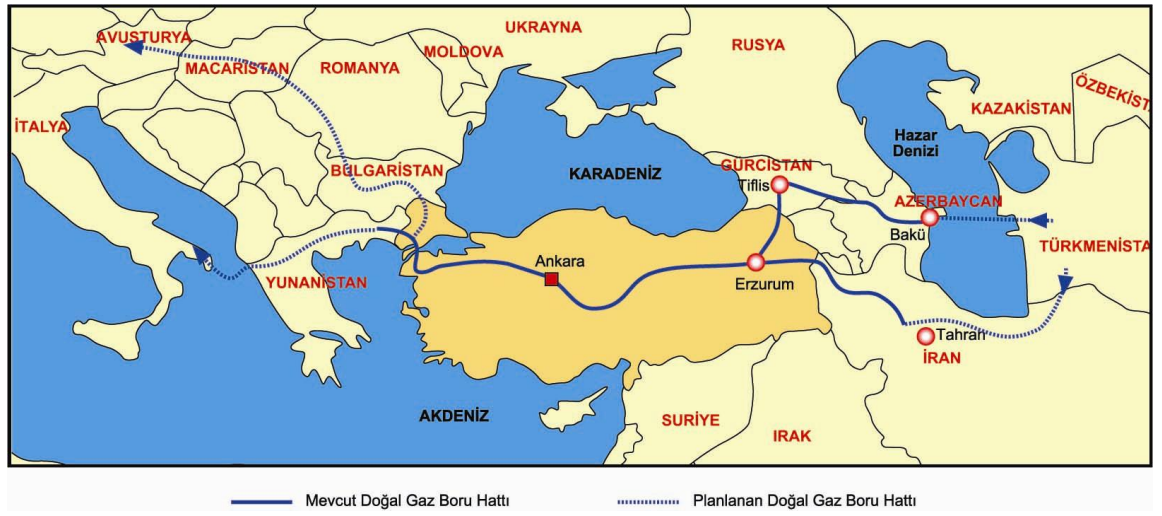 UKRAYNA
AVUSTURYA
RUSYA
MOLDOVA
MACARİSTAN
ROMANYA
ÖZBEKİST
KAZAKİSTAN
İTALYA
Hazar
Denizi
BULGARİSTAN
KARADENİZ
GÜRCİSTAN
Tiflis
AZERBAYCAN
Bakü
TÜRKMENİSTA
Ankara
YUNANİSTAN
Erzurum
Tahran
İRAN
AKDENİZ
SURİYE
IRAK
Mevcut Doğal Gaz Boru Hattı
Planlanan Doğal Gaz Boru Hattı